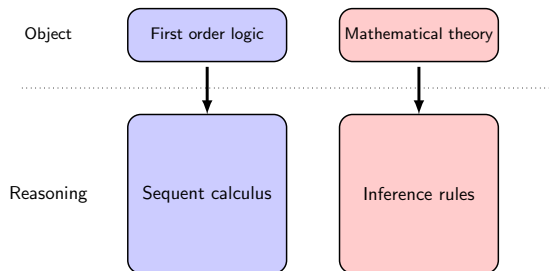 Object
First order logic
Mathematical theory
Reasoning
Sequent calculus
Inference rules